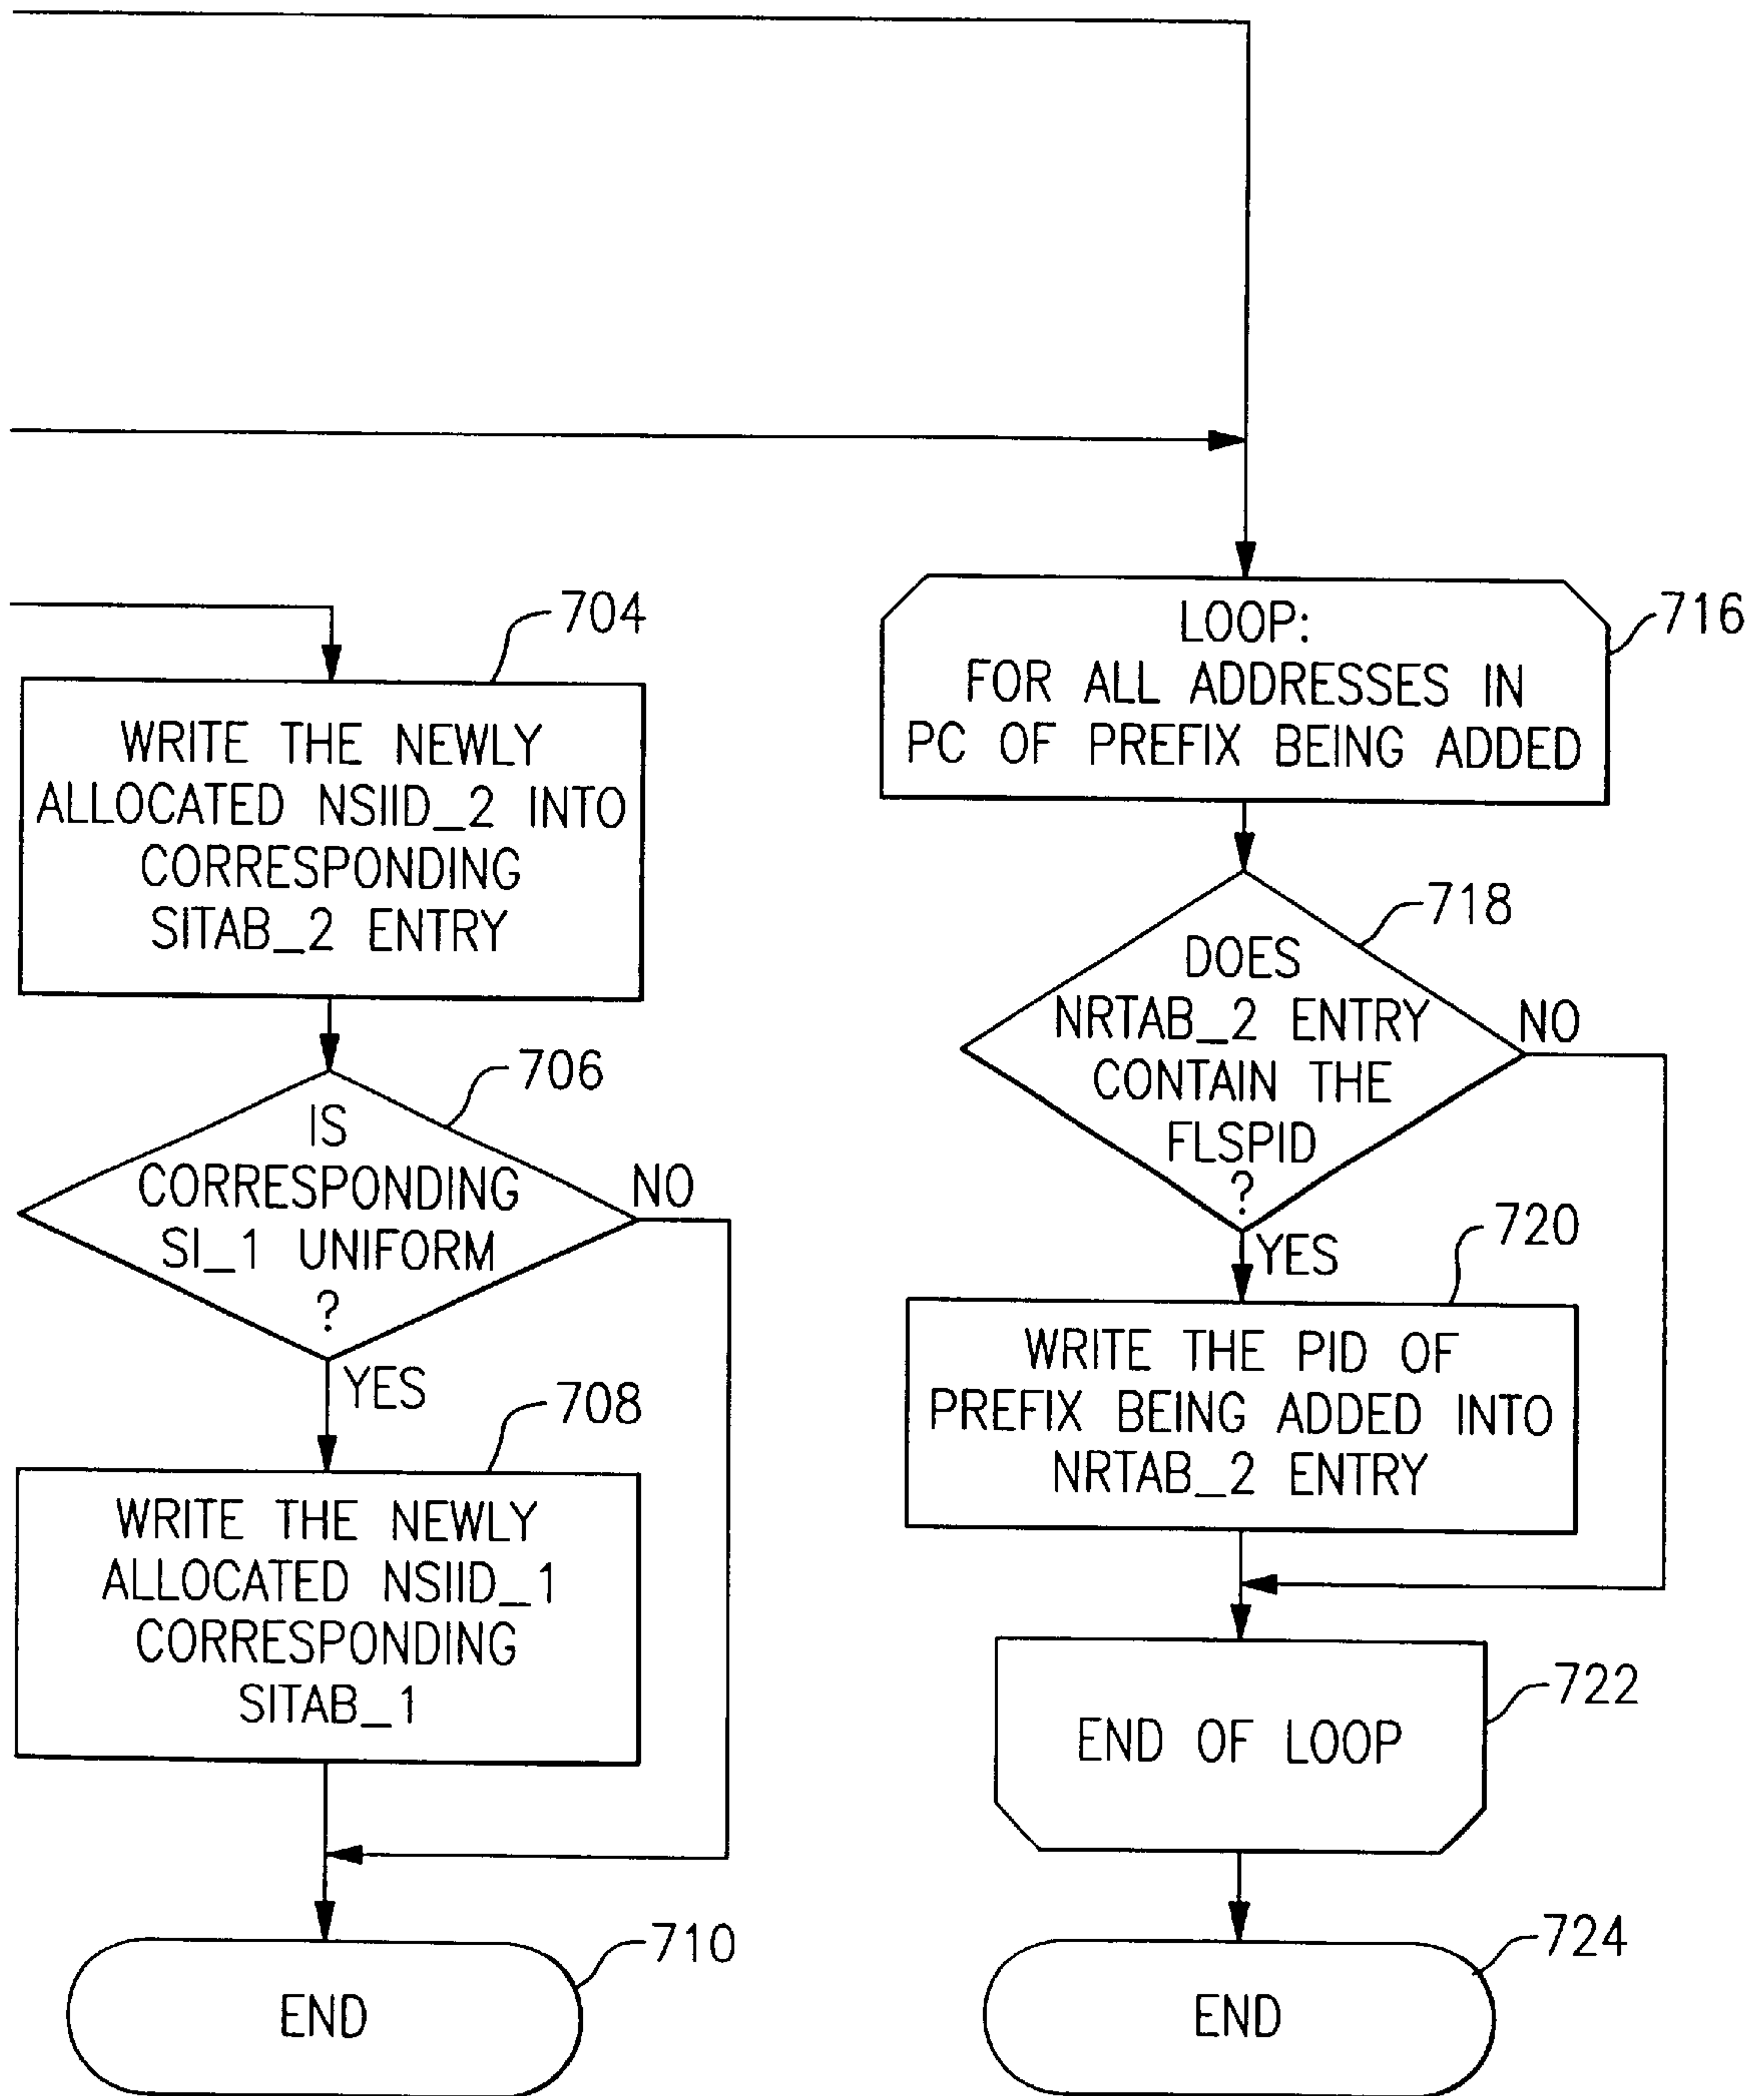 704
WRITE THE NEWLY
ALLOCATED NSIID_2 INTO
CORRESPONDING
SITAB_2 ENTRY
706
IS
CORRESPONDING
SI_1 UNIFORM
?
NO
YES
708
WRITE THE NEWLY
ALLOCATED NSIID_1
CORRESPONDING
SITAB_1
710
END
716
LOOP:
FOR ALL ADDRESSES IN
PC OF PREFIX BEING ADDED
718
DOES
NRTAB_2 ENTRY
CONTAIN THE
FLSPID
?
NO
YES
720
WRITE THE PID OF
PREFIX BEING ADDED INTO
NRTAB_2 ENTRY
722
END OF LOOP
724
END